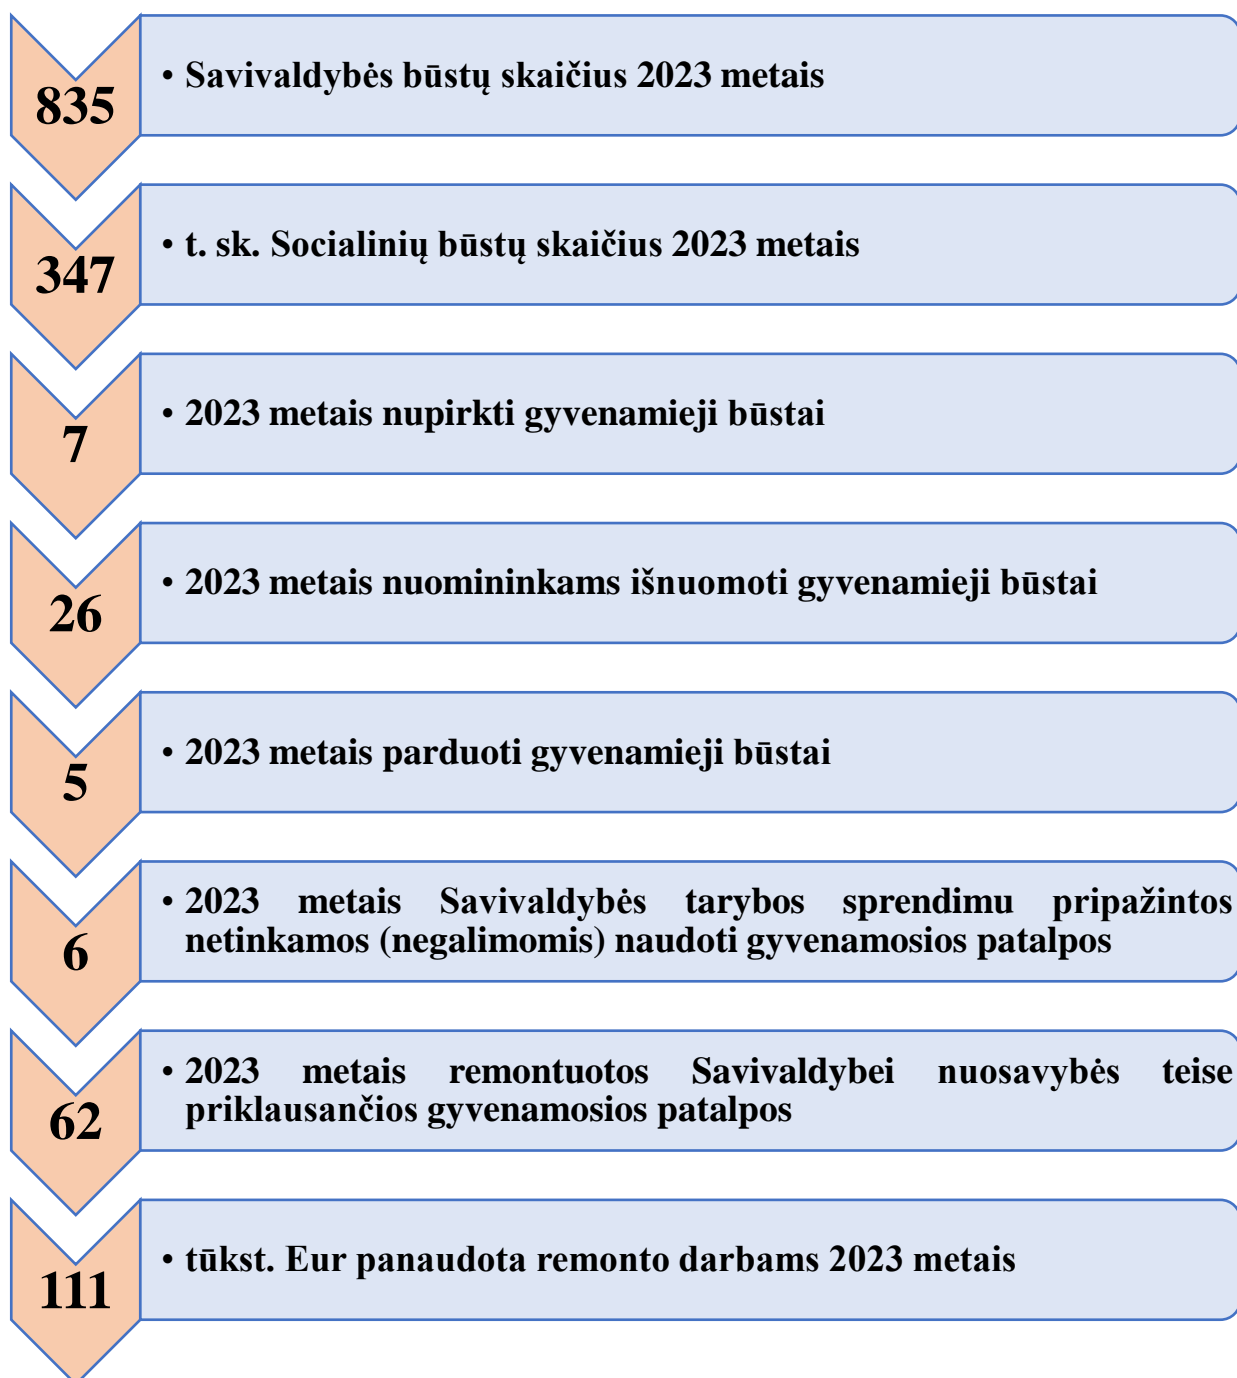 835
• Savivaldybės būstų skaičius 2023 metais
347
• t. sk. Socialinių būstų skaičius 2023 metais
7
• 2023 metais nupirkti gyvenamieji būstai
26
• 2023 metais nuomininkams išnuomoti gyvenamieji būstai
5
• 2023 metais parduoti gyvenamieji būstai
6
• 2023 metais Savivaldybės tarybos sprendimu pripažintos
netinkamos (negalimomis) naudoti gyvenamosios patalpos
62
• 2023 metais remontuotos Savivaldybei nuosavybės teise
priklausančios gyvenamosios patalpos
111
• tūkst. Eur panaudota remonto darbams 2023 metais